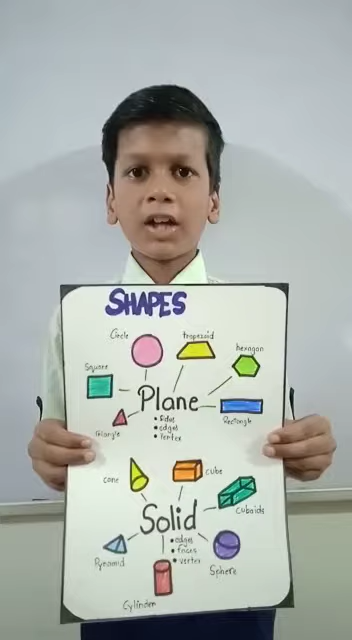 SHAPES
Circle
trapezoid
hexagon
Square
Plane
• Sides
• edges
• vertex
Rectangle
Triangle
cone
cube
cuboids
Solid
• edges
• faces
• vertex
Pyramid
Sphere
Cylinder